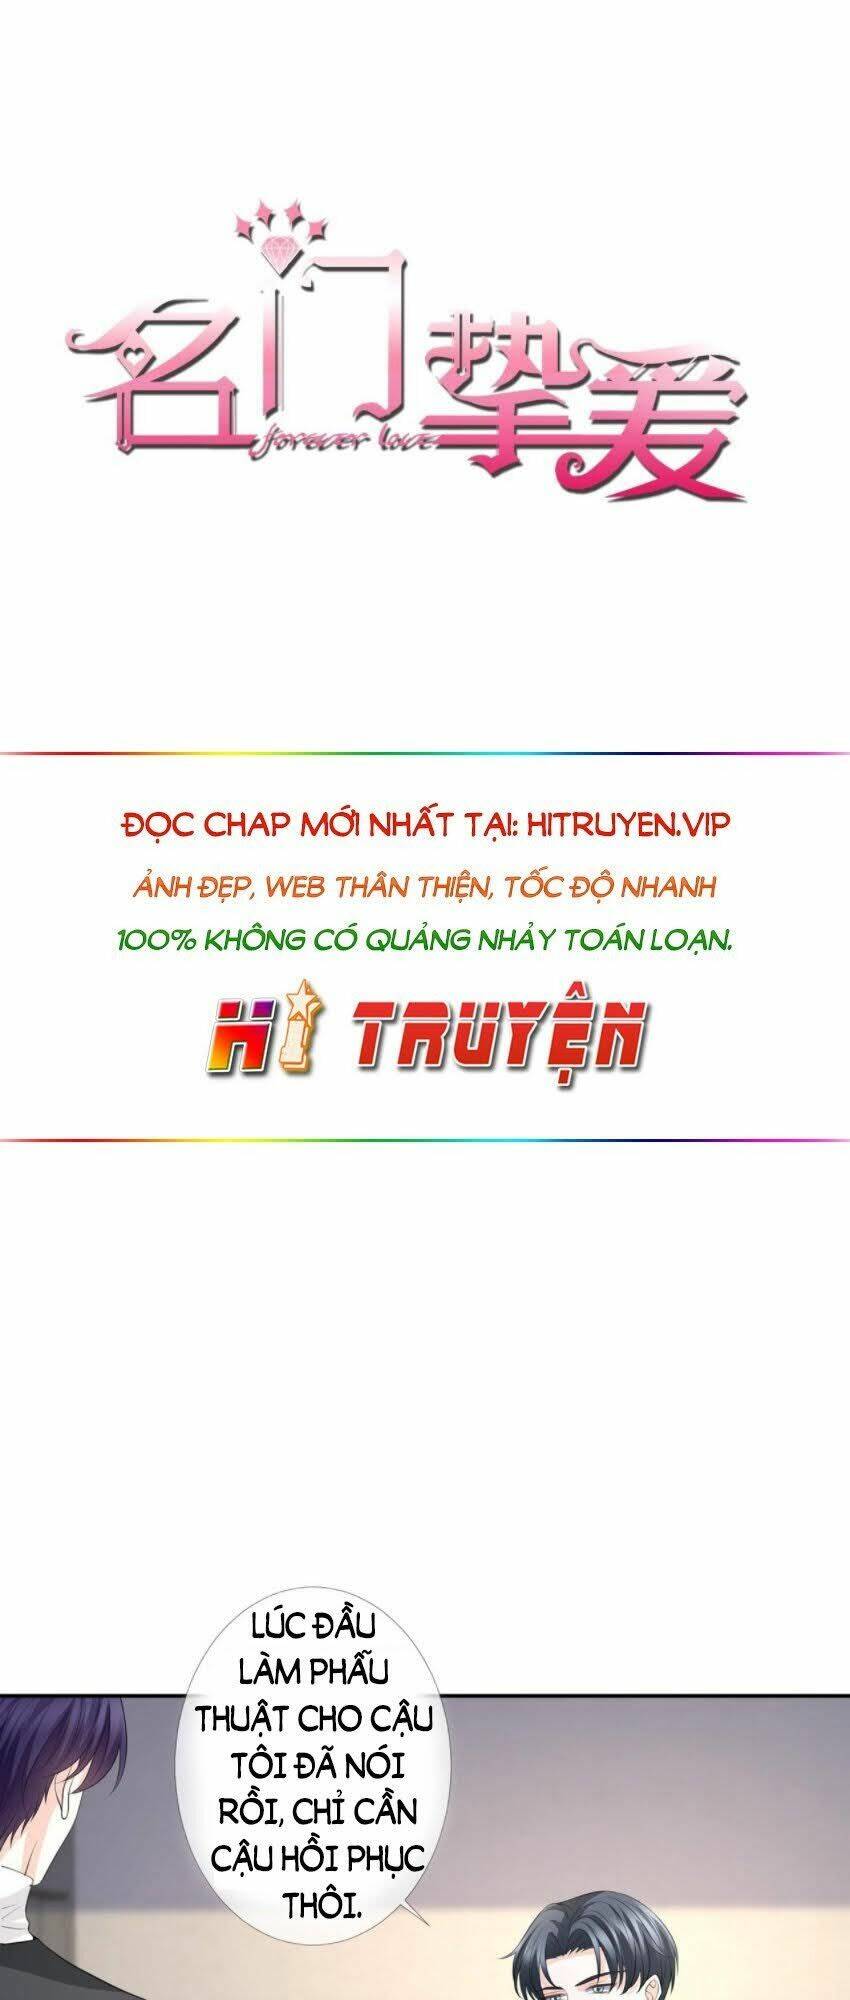 名门挚爱
forever love
ĐỌC CHAP MỚI NHẤT TẠI: HITRUYEN.VIP
ẢNH ĐẸP, WEB THÂN THIỆN, TỐC ĐỘ NHANH
100% KHÔNG CÓ QUẢNG NHẢY TOÁN LOẠN.
HI TRUYỆN
LÚC ĐẦU
LÀM PHẪU
THUẬT CHO CẬU
TÔI ĐÃ NÓI
RỒI, CHỈ CẦN
CẬU HỒI PHỤC
THÔI.